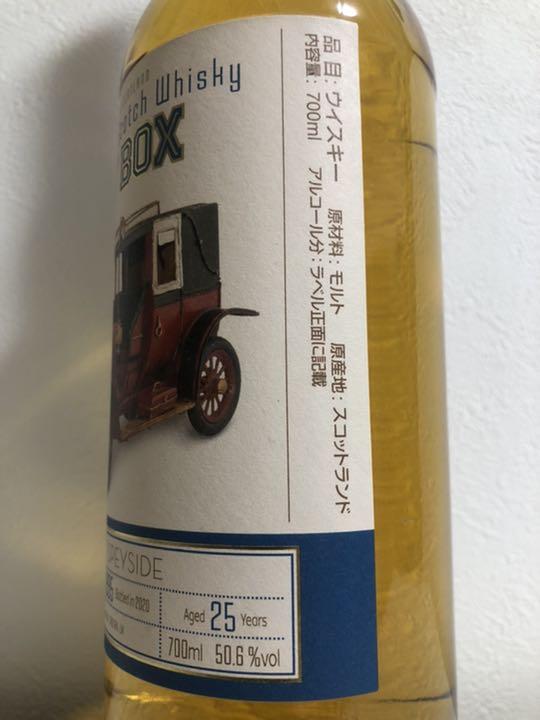 Scotch Whisky
BOX
品目:ウイスキー 原材料:モルト 原産地:スコットランド
内容量:700ml アルコール分:ラベル正面に記載
SPEYSIDE
Bottled in 2020
Aged 25 Years
700ml 50.6%vol